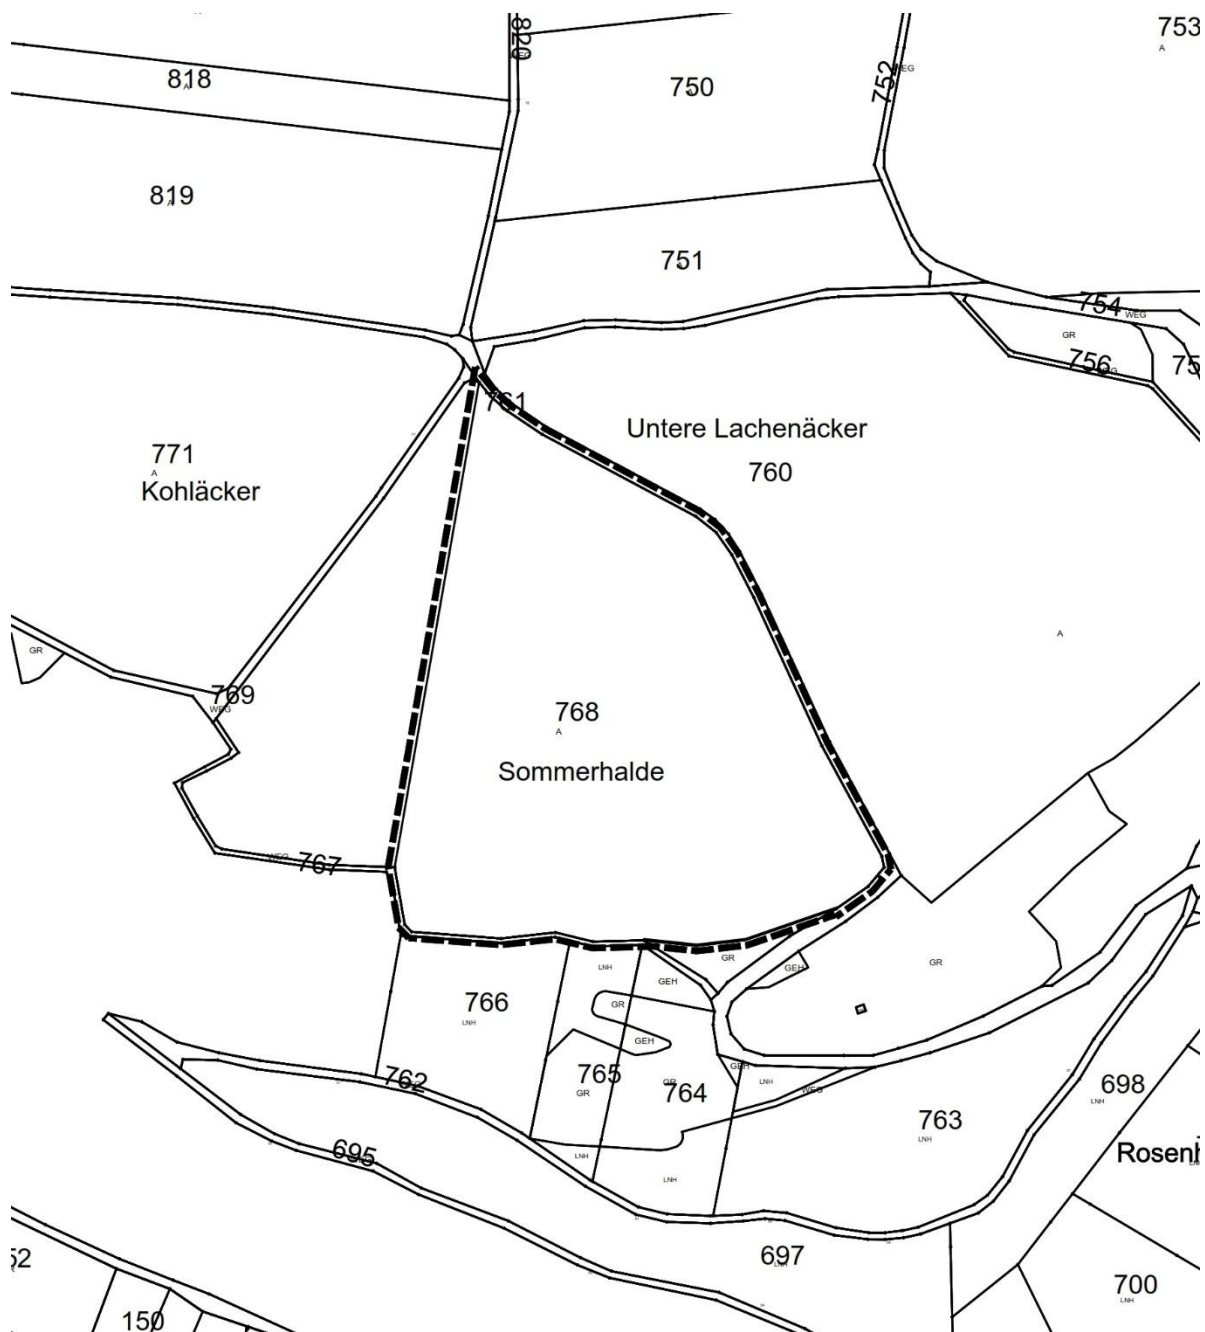 820
753
WEG
A
818
A
750
A
752
WEG
819
A
751
A
754
WEG
GR
756
WEG
75
761
Untere Lachenäcker
760
771
A
Kohläcker
A
GR
769
WEG
768
A
Sommerhalde
WEG
767
GR
GEH
GR
LNH
GEH
766
LNH
GR
GEH
GEH
765
GR
GR
764
LNH
WEG
762
698
LNH
763
LNH
695
LNH
LNH
Rosenh
LNH
52
697
LNH
700
LNH
150